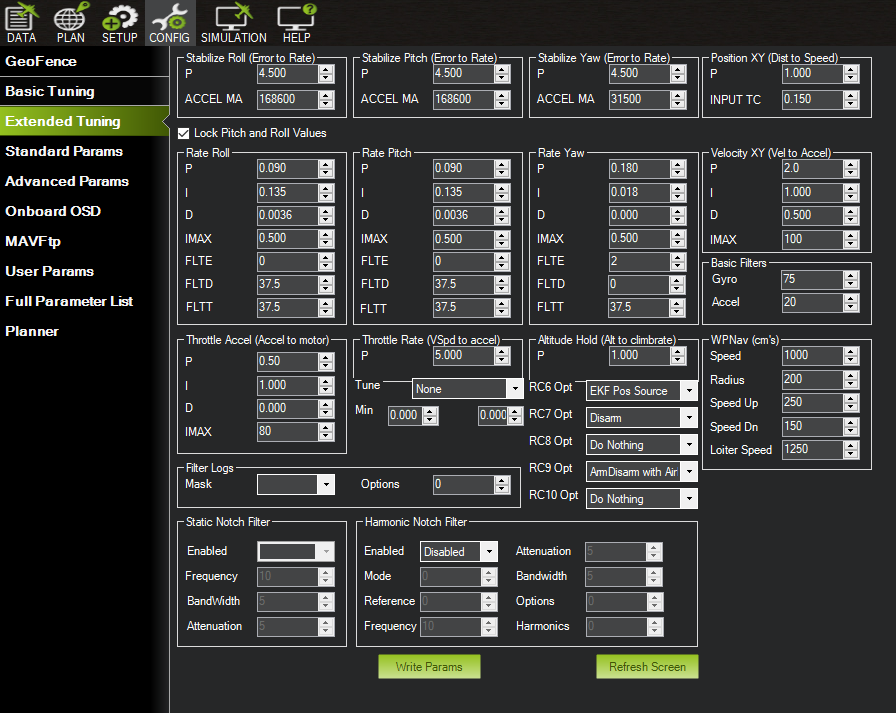 DATA PLAN SETUP CONFIG SIMULATION HELP
?
GeoFence
Basic Tuning
Extended Tuning
Standard Params
Advanced Params
Onboard OSD
MAVFtp
User Params
Full Parameter List
Planner
Stabilize Roll (Error to Rate)
P 4.500
ACCEL MA 168600
Stabilize Pitch (Error to Rate)
P 4.500
ACCEL MA 168600
Stabilize Yaw (Error to Rate)
P 4.500
ACCEL MA 31500
Position XY (Dist to Speed)
P 1.000
INPUT TC 0.150
Lock Pitch and Roll Values
Rate Roll
P 0.090
I 0.135
D 0.0036
IMAX 0.500
FLTE 0
FLTD 37.5
FLTT 37.5
Rate Pitch
P 0.090
I 0.135
D 0.0036
IMAX 0.500
FLTE 0
FLTD 37.5
FLTT 37.5
Rate Yaw
P 0.180
I 0.018
D 0.000
IMAX 0.500
FLTE 2
FLTD 0
FLTT 37.5
Velocity XY (Vel to Accel)
P 2.0
I 1.000
D 0.500
IMAX 100
Basic Filters
Gyro 75
Accel 20
Throttle Accel (Accel to motor)
P 0.50
I 1.000
D 0.000
IMAX 80
Throttle Rate (VSpd to accel)
P 5.000
Tune None
Min 0.000 0.000
Altitude Hold (Alt to climbrate)
P 1.000
RC6 Opt EKF Pos Source
RC7 Opt Disarm
RC8 Opt Do Nothing
RC9 Opt ArmDisarm with Air
RC10 Opt Do Nothing
WPNav (cm's)
Speed 1000
Radius 200
Speed Up 250
Speed Dn 150
Loiter Speed 1250
Filter Logs
Mask
Options 0
Static Notch Filter
Enabled
Frequency 10
BandWidth 5
Attenuation 5
Harmonic Notch Filter
Enabled Disabled Attenuation 5
Mode 0 Bandwidth 5
Reference 0 Options 0
Frequency 10 Harmonics 0
Write Params Refresh Screen